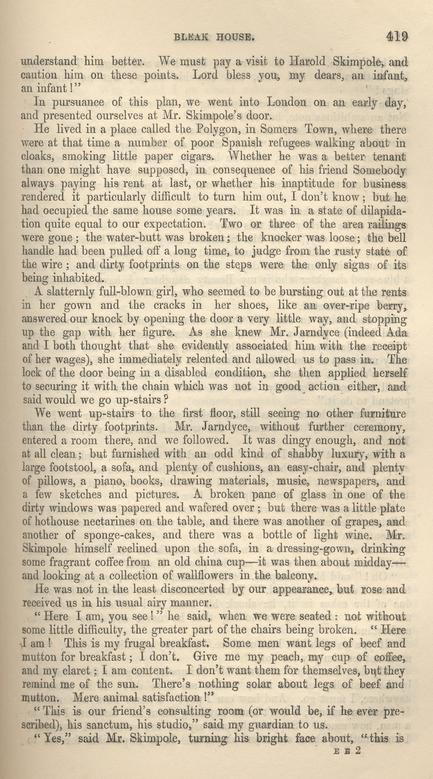 BLEAK HOUSE. 419
understand him better. We must pay a visit to Harold Skimpole, and
caution him on these points. Lord bless you, my dears, an infant,
an infant!"
In pursuance of this plan, we went into London on an early day,
and presented ourselves at Mr. Skimpole's door.
He lived in a place called the Polygon, in Somers Town, where there
were at that time a number of poor Spanish refugees walking about in
cloaks, smoking little paper cigars. Whether he was a better tenant
than one might have supposed, in consequence of his friend Somebody
always paying his rent at last, or whether his inaptitude for business
rendered it particularly difficult to turn him out, I don't know; but he
had occupied the same house some years. It was in a state of dilapida-
tion quite equal to our expectation. Two or three of the area railings
were gone; the water-butt was broken; the knocker was loose; the bell
handle had been pulled off a long time, to judge from the rusty state of
the wire; and dirty footprints on the steps were the only signs of its
being inhabited.
A slatternly full-blown girl, who seemed to be bursting out at the rents
in her gown and the cracks in her shoes, like an over-ripe berry,
answered our knock by opening the door a very little way, and stopping
up the gap with her figure. As she knew Mr. Jarndyce (indeed Ada
and I both thought that she evidently associated him with the receipt
of her wages), she immediately relented and allowed us to pass in. The
lock of the door being in a disabled condition, she then applied herself
to securing it with the chain which was not in good action either, and
said would we go up-stairs?
We went up-stairs to the first floor, still seeing no other furniture
than the dirty footprints. Mr. Jarndyce, without further ceremony,
entered a room there, and we followed. It was dingy enough, and not
at all clean; but furnished with an odd kind of shabby luxury, with a
large footstool, a sofa, and plenty of cushions, an easy-chair, and plenty
of pillows, a piano, books, drawing materials, music, newspapers, and
a few sketches and pictures. A broken pane of glass in one of the
dirty windows was papered and wafered over; but there was a little plate
of hothouse nectarines on the table, and there was another of grapes, and
another of sponge-cakes, and there was a bottle of light wine. Mr.
Skimpole himself reclined upon the sofa, in a dressing-gown, drinking
some fragrant coffee from an old china cup—it was then about midday—
and looking at a collection of wallflowers in the balcony.
He was not in the least disconcerted by our appearance, but rose and
received us in his usual airy manner.
"Here I am, you see!" he said, when we were seated: not without
some little difficulty, the greater part of the chairs being broken. "Here
I am! This is my frugal breakfast. Some men want legs of beef and
mutton for breakfast; I don't. Give me my peach, my cup of coffee,
and my claret; I am content. I don't want them for themselves, but they
remind me of the sun. There's nothing solar about legs of beef and
mutton. Mere animal satisfaction!"
"This is our friend's consulting room (or would be, if he ever pre-
scribed), his sanctum, his studio," said my guardian to us.
"Yes," said Mr. Skimpole, turning his bright face about, "this is
E E 2